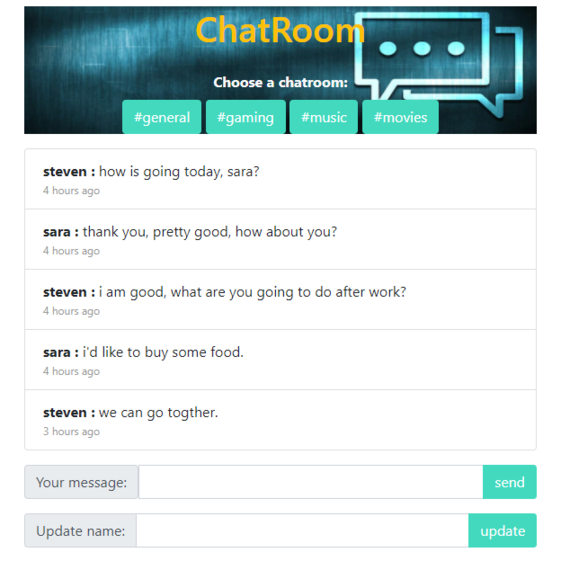 ChatRoom
Choose a chatroom:
#general #gaming #music #movies
steven : how is going today, sara?
4 hours ago
sara : thank you, pretty good, how about you?
4 hours ago
steven : i am good, what are you going to do after work?
4 hours ago
sara : i'd like to buy some food.
4 hours ago
steven : we can go togther.
3 hours ago
Your message: send
Update name: update